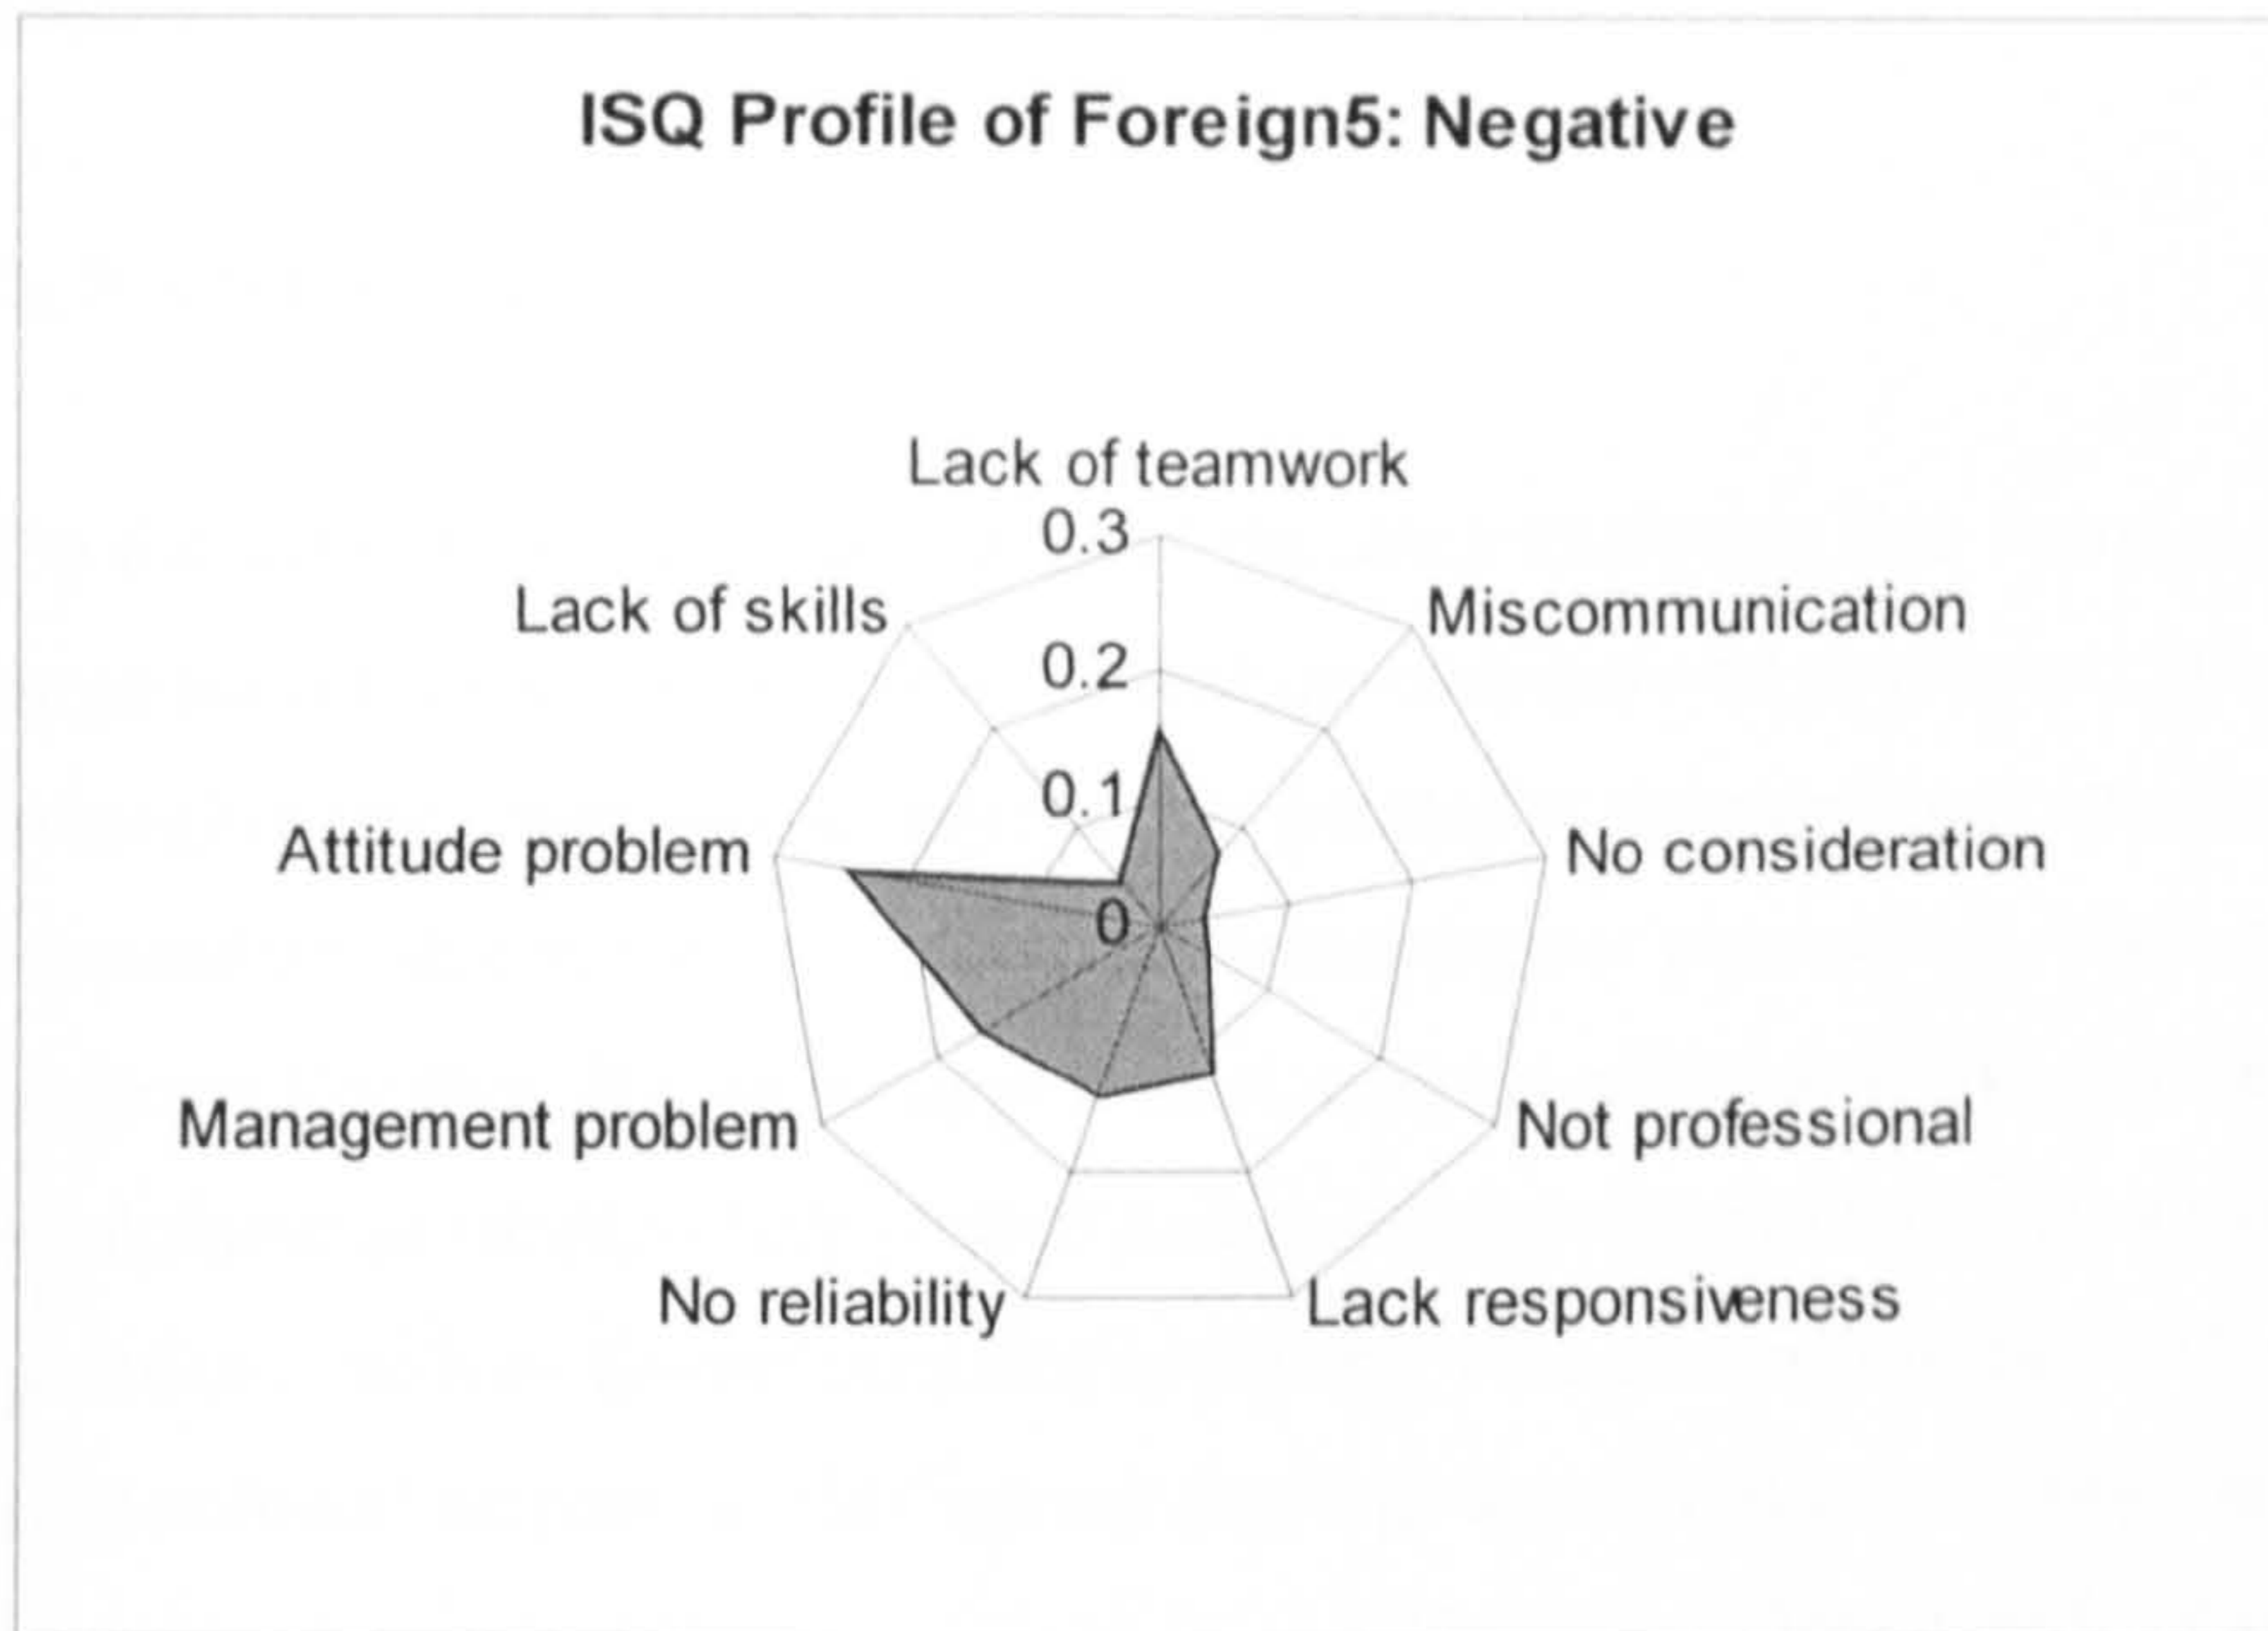 ISQ Profile of Foreign5: Negative
Lack of teamwork
0.3
Lack of skills
Miscommunication
0.2
0.1
Attitude problem
No consideration
0
Management problem
Not professional
No reliability
Lack responsiveness